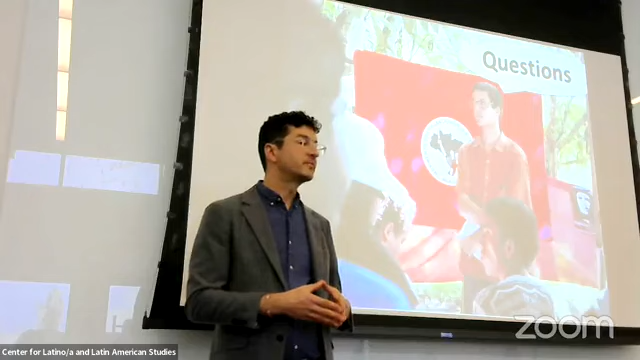 Questions
zoom
Center for Latino/a and Latin American Studies